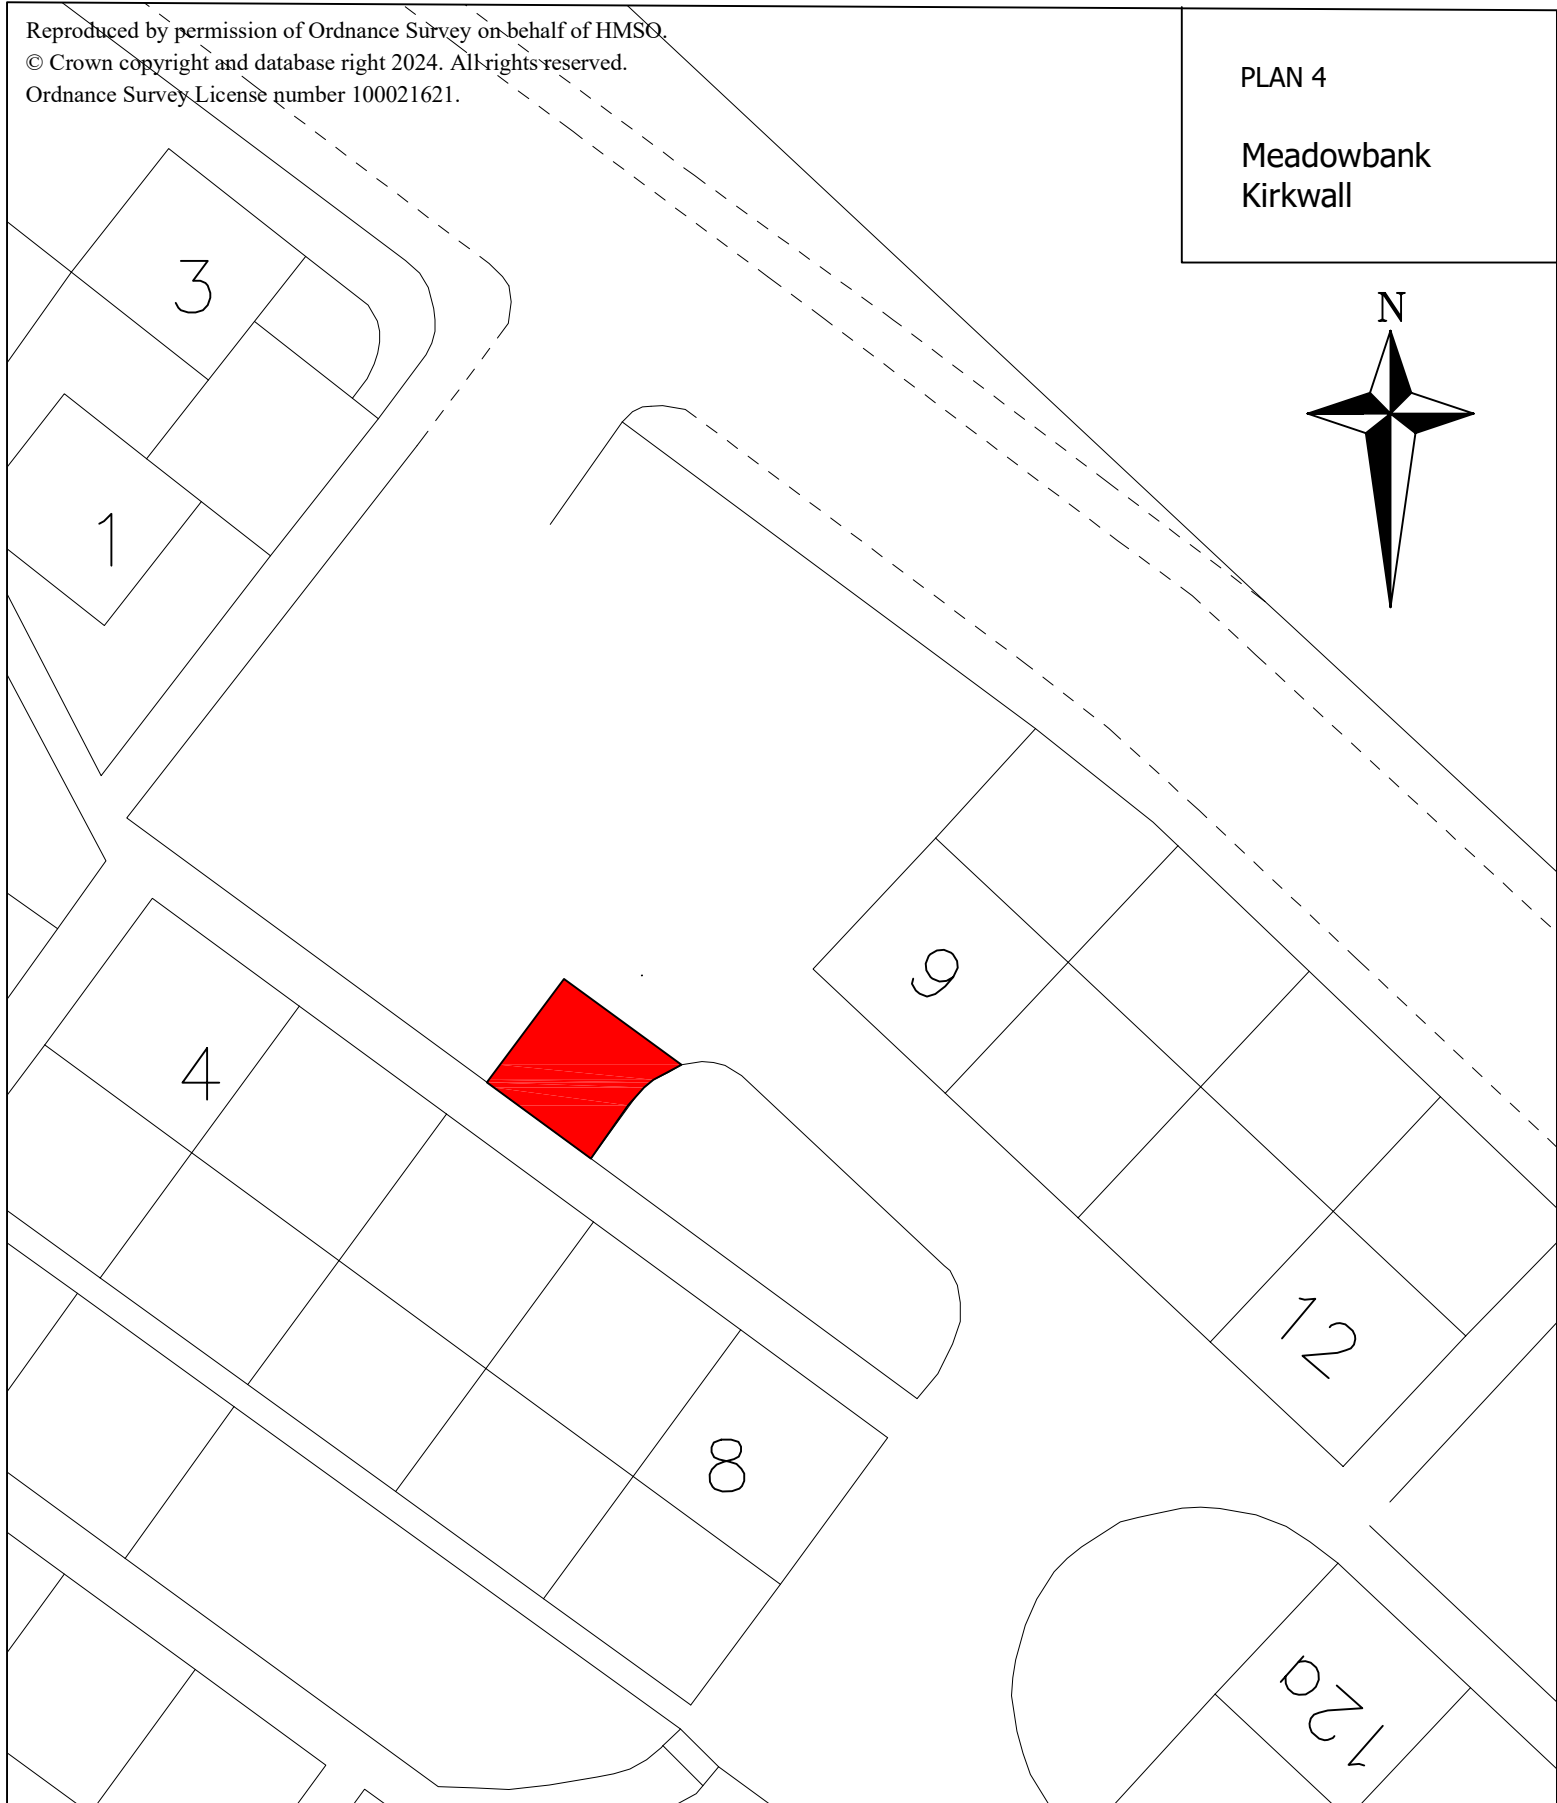 Reproduced by permission of Ordnance Survey on behalf of HMSO.
© Crown copyright and database right 2024. All rights reserved.
Ordnance Survey License number 100021621.
PLAN 4
Meadowbank
Kirkwall
N
3
1
9
4
12
8
12a